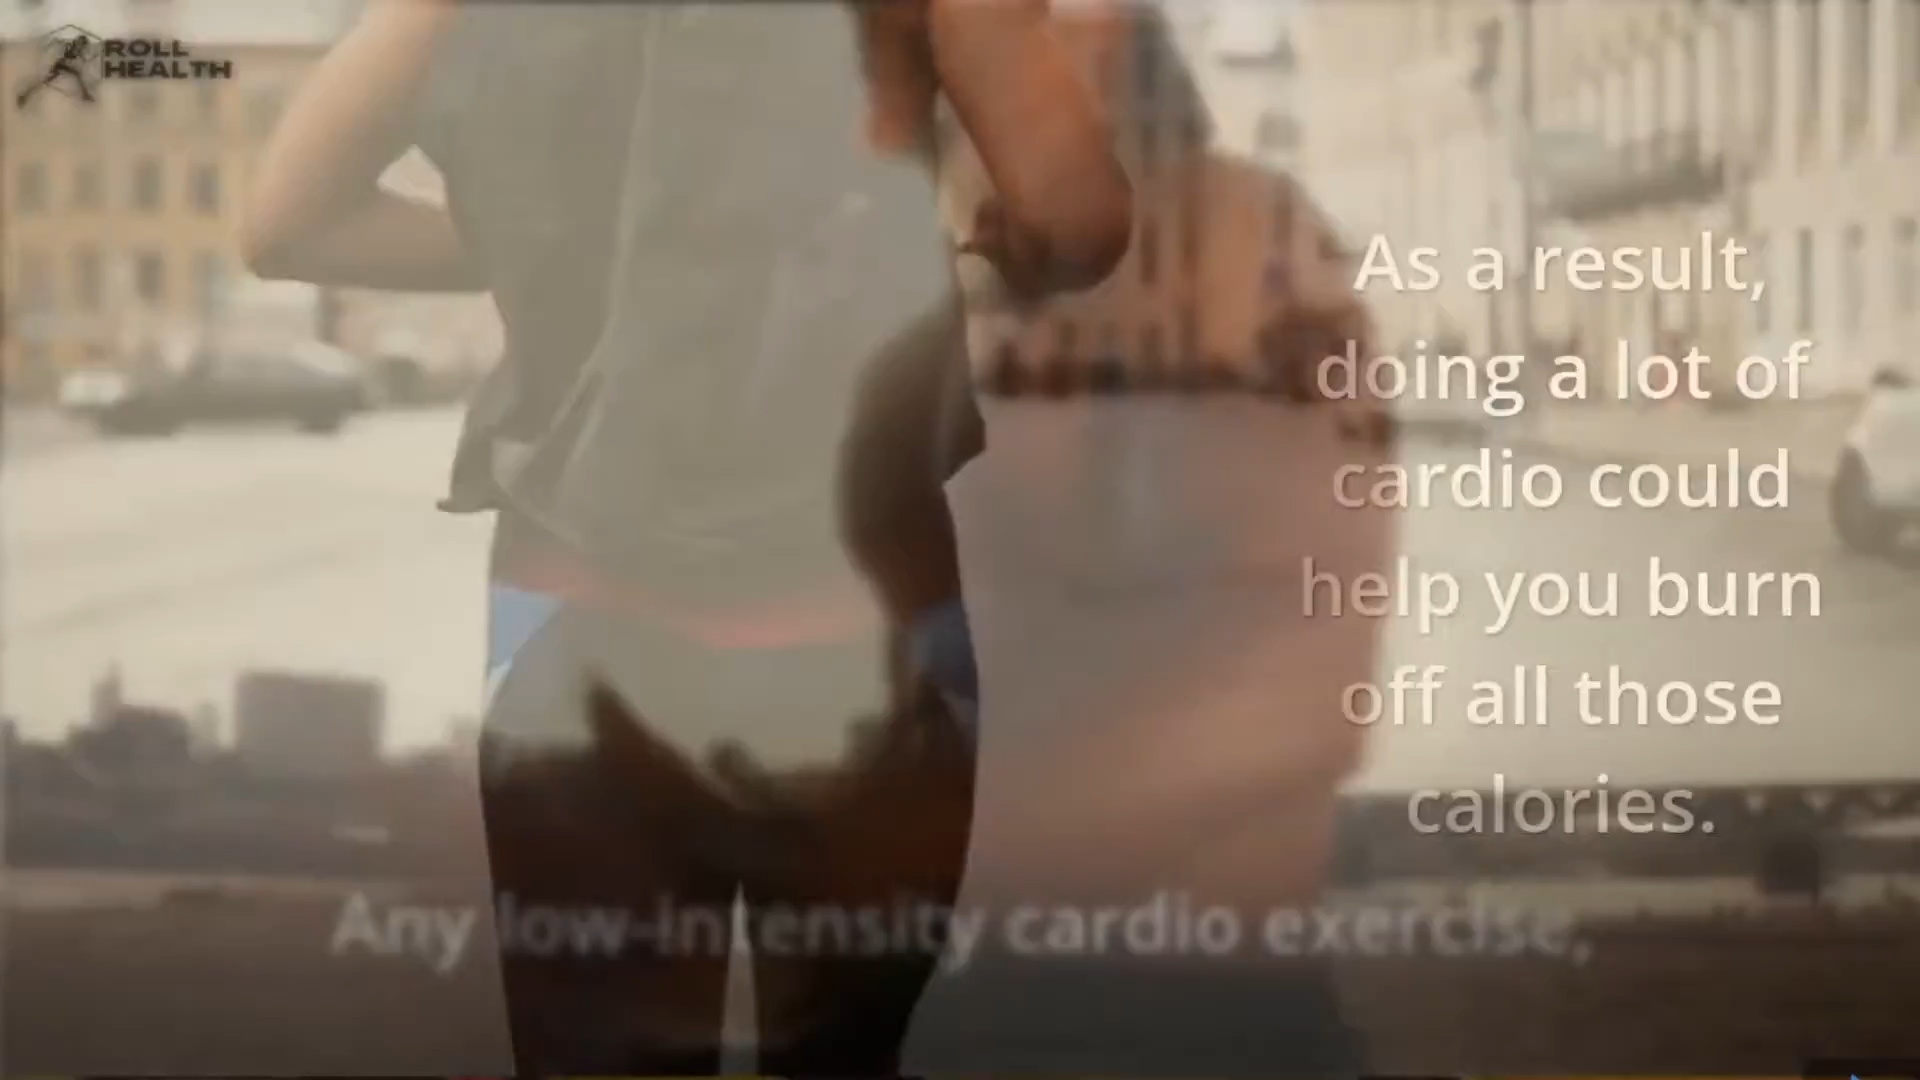 ROLL
HEALTH
As a result,
doing a lot of
cardio could
help you burn
off all those
calories.
Any low-intensity cardio exercise,